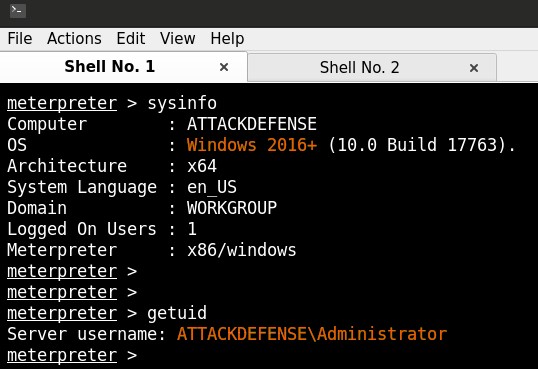 File Actions Edit View Help
Shell No. 1 × Shell No. 2 ×
meterpreter > sysinfo
Computer        : ATTACKDEFENSE
OS              : Windows 2016+ (10.0 Build 17763).
Architecture    : x64
System Language : en_US
Domain          : WORKGROUP
Logged On Users : 1
Meterpreter     : x86/windows
meterpreter >
meterpreter >
meterpreter > getuid
Server username: ATTACKDEFENSE\Administrator
meterpreter >